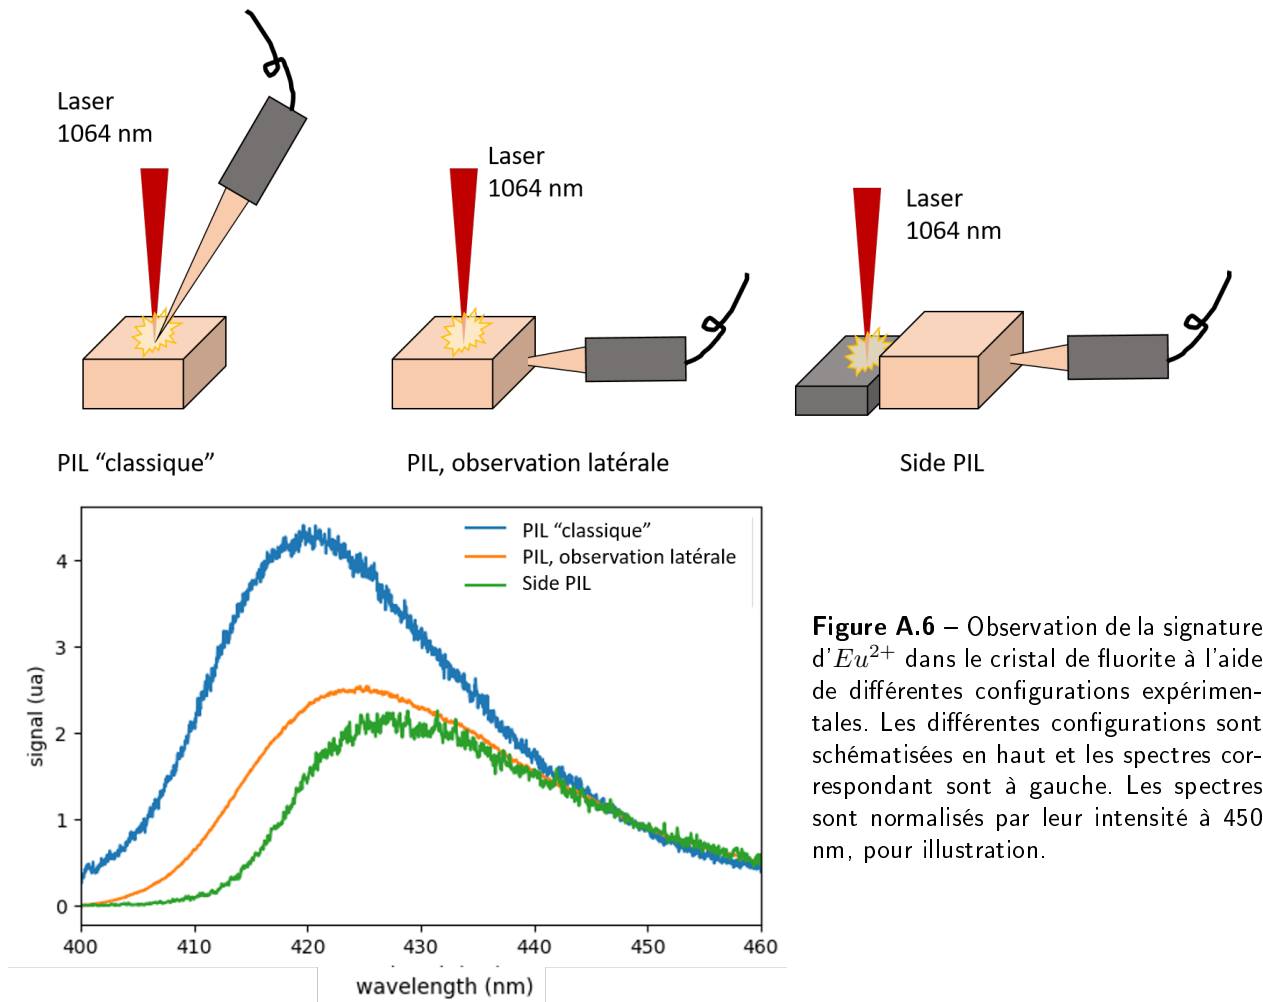 Laser
1064 nm
Laser
1064 nm
Laser
1064 nm
PIL “classique”
PIL, observation latérale
Side PIL
PIL “classique”
PIL, observation latérale
Side PIL
signal (ua)
4
3
2
1
0
400 410 420 430 440 450 460
wavelength (nm)
Figure A.6 – Observation de la signature
d'Eu²⁺ dans le cristal de fluorite à l'aide
de différentes configurations expérimen-
tales. Les différentes configurations sont
schématisées en haut et les spectres cor-
respondant sont à gauche. Les spectres
sont normalisés par leur intensité à 450
nm, pour illustration.